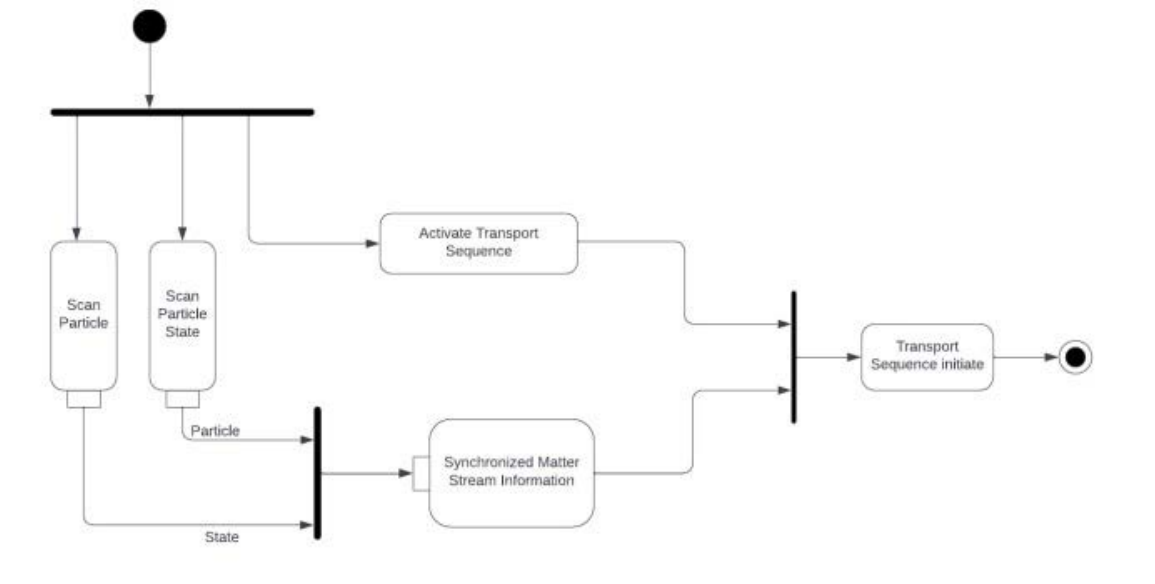 Activate Transport
Sequence
Scan
Particle
Scan
Particle
State
Transport
Sequence initiate
Particle
Synchronized Matter
Stream Information
State